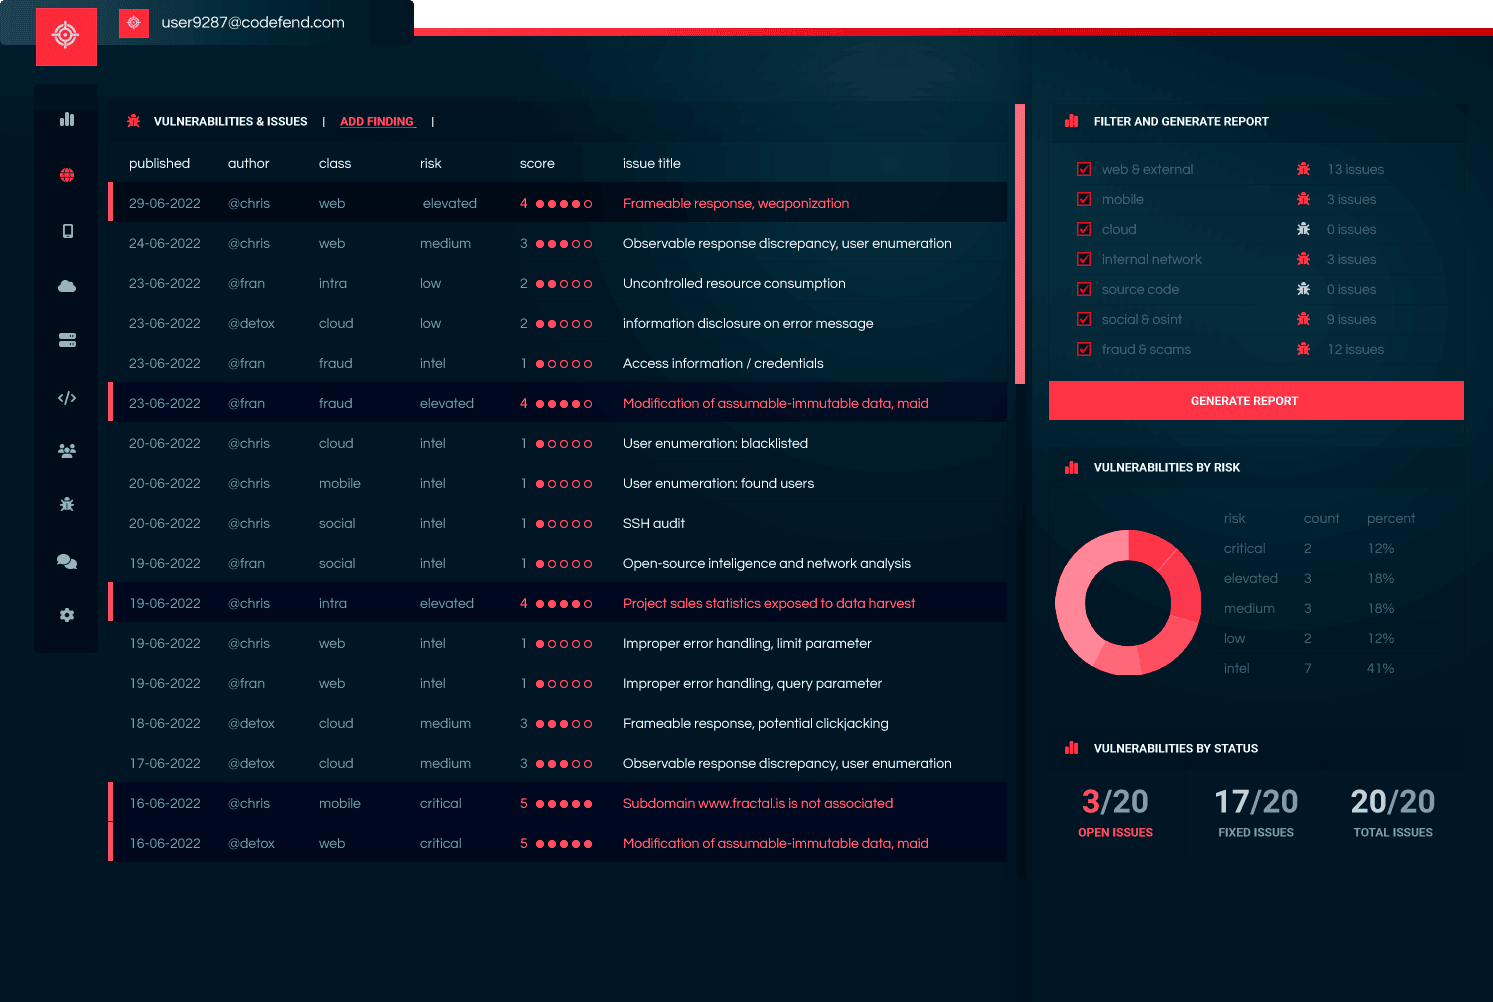 user9287@codefend.com
VULNERABILITIES & ISSUES | ADD FINDING |
published author class risk score issue title
29-06-2022 @chris web elevated 4 Frameable response, weaponization
24-06-2022 @chris web medium 3 Observable response discrepancy, user enumeration
23-06-2022 @fran intra low 2 Uncontrolled resource consumption
23-06-2022 @detox cloud low 2 information disclosure on error message
23-06-2022 @fran fraud intel 1 Access information / credentials
23-06-2022 @fran fraud elevated 4 Modification of assumable-immutable data, maid
20-06-2022 @chris cloud intel 1 User enumeration: blacklisted
20-06-2022 @chris mobile intel 1 User enumeration: found users
20-06-2022 @chris social intel 1 SSH audit
19-06-2022 @fran social intel 1 Open-source inteligence and network analysis
19-06-2022 @chris intra elevated 4 Project sales statistics exposed to data harvest
19-06-2022 @chris web intel 1 Improper error handling, limit parameter
19-06-2022 @fran web intel 1 Improper error handling, query parameter
18-06-2022 @detox cloud medium 3 Frameable response, potential clickjacking
17-06-2022 @detox cloud medium 3 Observable response discrepancy, user enumeration
16-06-2022 @chris mobile critical 5 Subdomain www.fractal.is is not associated
16-06-2022 @detox web critical 5 Modification of assumable-immutable data, maid
FILTER AND GENERATE REPORT
web & external 13 issues
mobile 3 issues
cloud 0 issues
internal network 3 issues
source code 0 issues
social & osint 9 issues
fraud & scams 12 issues
GENERATE REPORT
VULNERABILITIES BY RISK
risk count percent
critical 2 12%
elevated 3 18%
medium 3 18%
low 2 12%
intel 7 41%
VULNERABILITIES BY STATUS
3/20 17/20 20/20
OPEN ISSUES FIXED ISSUES TOTAL ISSUES